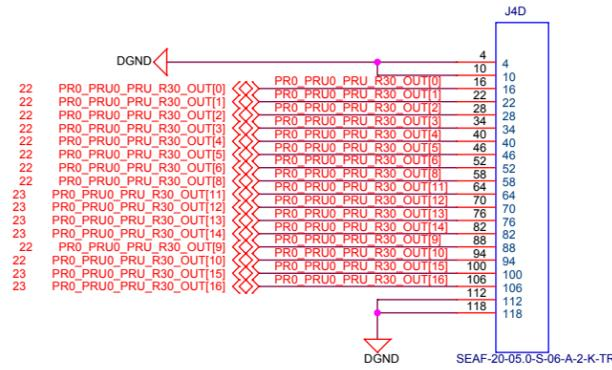 J4D
DGND
4 4
10 10
22 PR0_PRU0_PRU_R30_OUT[0] PR0_PRU0_PRU_R30_OUT[0] 16 16
22 PR0_PRU0_PRU_R30_OUT[1] PR0_PRU0_PRU_R30_OUT[1] 22 22
22 PR0_PRU0_PRU_R30_OUT[2] PR0_PRU0_PRU_R30_OUT[2] 28 28
22 PR0_PRU0_PRU_R30_OUT[3] PR0_PRU0_PRU_R30_OUT[3] 34 34
22 PR0_PRU0_PRU_R30_OUT[4] PR0_PRU0_PRU_R30_OUT[4] 40 40
22 PR0_PRU0_PRU_R30_OUT[5] PR0_PRU0_PRU_R30_OUT[5] 46 46
22 PR0_PRU0_PRU_R30_OUT[6] PR0_PRU0_PRU_R30_OUT[6] 52 52
22 PR0_PRU0_PRU_R30_OUT[8] PR0_PRU0_PRU_R30_OUT[8] 58 58
23 PR0_PRU0_PRU_R30_OUT[11] PR0_PRU0_PRU_R30_OUT[11] 64 64
23 PR0_PRU0_PRU_R30_OUT[12] PR0_PRU0_PRU_R30_OUT[12] 70 70
23 PR0_PRU0_PRU_R30_OUT[13] PR0_PRU0_PRU_R30_OUT[13] 76 76
23 PR0_PRU0_PRU_R30_OUT[14] PR0_PRU0_PRU_R30_OUT[14] 82 82
22 PR0_PRU0_PRU_R30_OUT[9] PR0_PRU0_PRU_R30_OUT[9] 88 88
22 PR0_PRU0_PRU_R30_OUT[10] PR0_PRU0_PRU_R30_OUT[10] 94 94
23 PR0_PRU0_PRU_R30_OUT[15] PR0_PRU0_PRU_R30_OUT[15] 100 100
23 PR0_PRU0_PRU_R30_OUT[16] PR0_PRU0_PRU_R30_OUT[16] 106 106
112 112
118 118
DGND
SEAF-20-05.0-S-06-A-2-K-TR